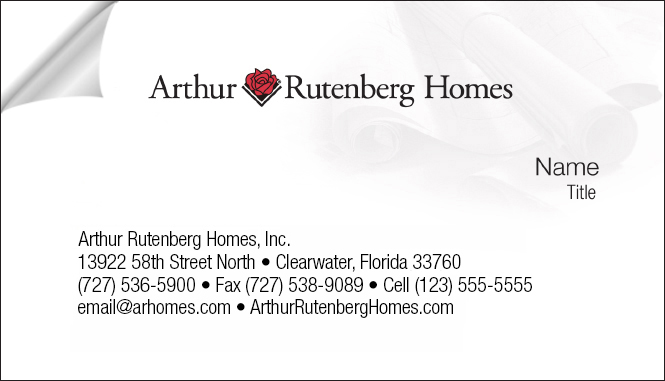 Arthur Rutenberg Homes
Name
Title
Arthur Rutenberg Homes, Inc.
13922 58th Street North • Clearwater, Florida 33760
(727) 536-5900 • Fax (727) 538-9089 • Cell (123) 555-5555
email@arhomes.com • ArthurRutenbergHomes.com